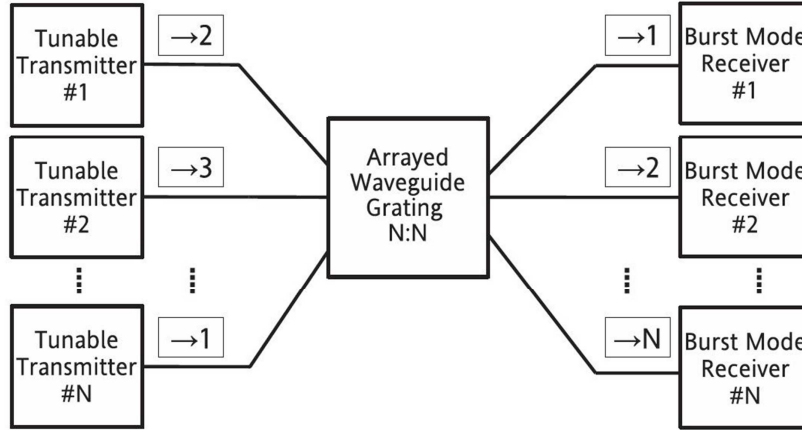 Tunable
Transmitter
#1
→2
→1
Burst Mode
Receiver
#1
Tunable
Transmitter
#2
→3
Arrayed
Waveguide
Grating
N:N
→2
Burst Mode
Receiver
#2
Tunable
Transmitter
#N
→1
→N
Burst Mode
Receiver
#N